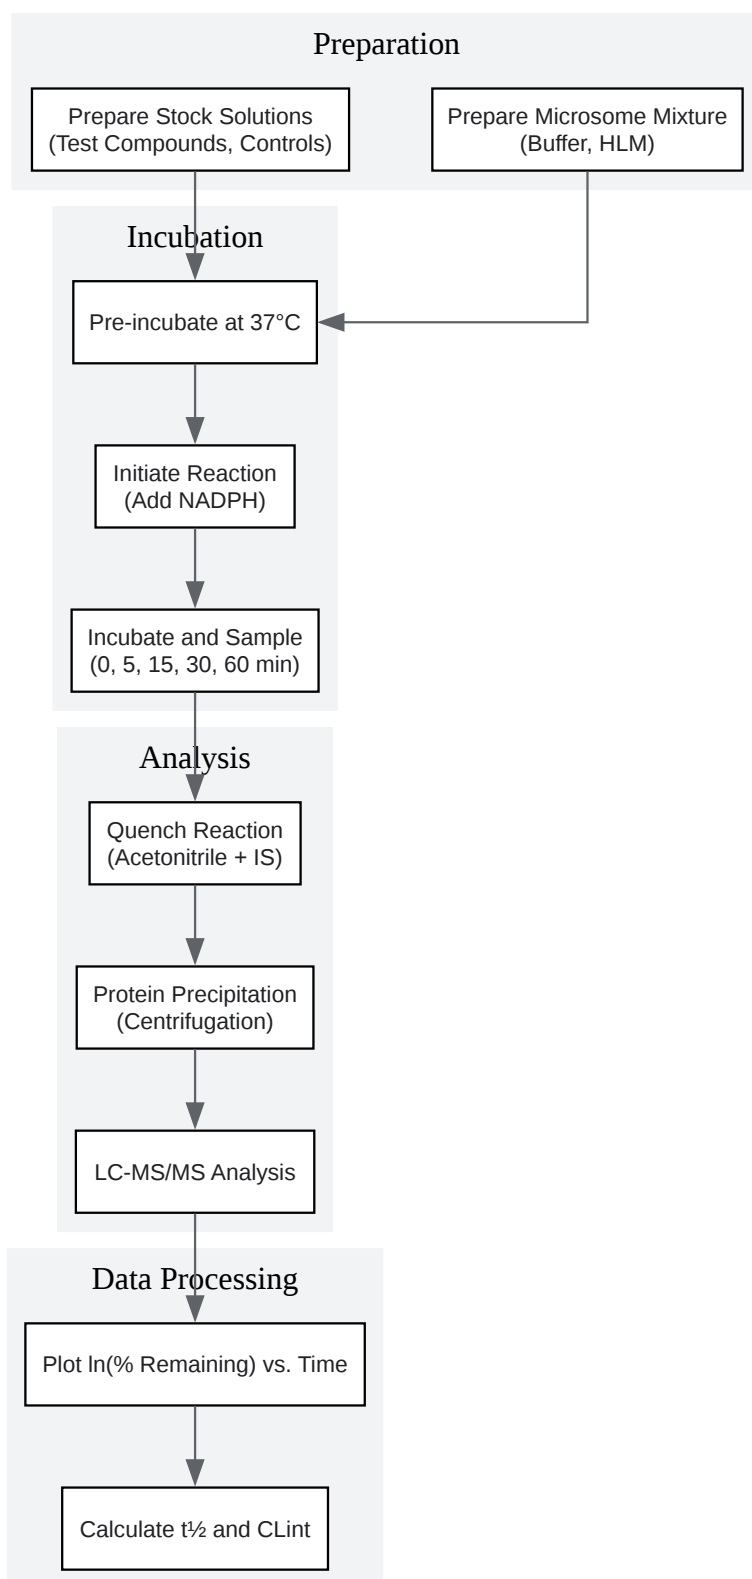 Preparation
Prepare Stock Solutions
(Test Compounds, Controls)
Prepare Microsome Mixture
(Buffer, HLM)
Incubation
Pre-incubate at 37°C
Initiate Reaction
(Add NADPH)
Incubate and Sample
(0, 5, 15, 30, 60 min)
Analysis
Quench Reaction
(Acetonitrile + IS)
Protein Precipitation
(Centrifugation)
LC-MS/MS Analysis
Data Processing
Plot ln(% Remaining) vs. Time
Calculate t½ and CLint